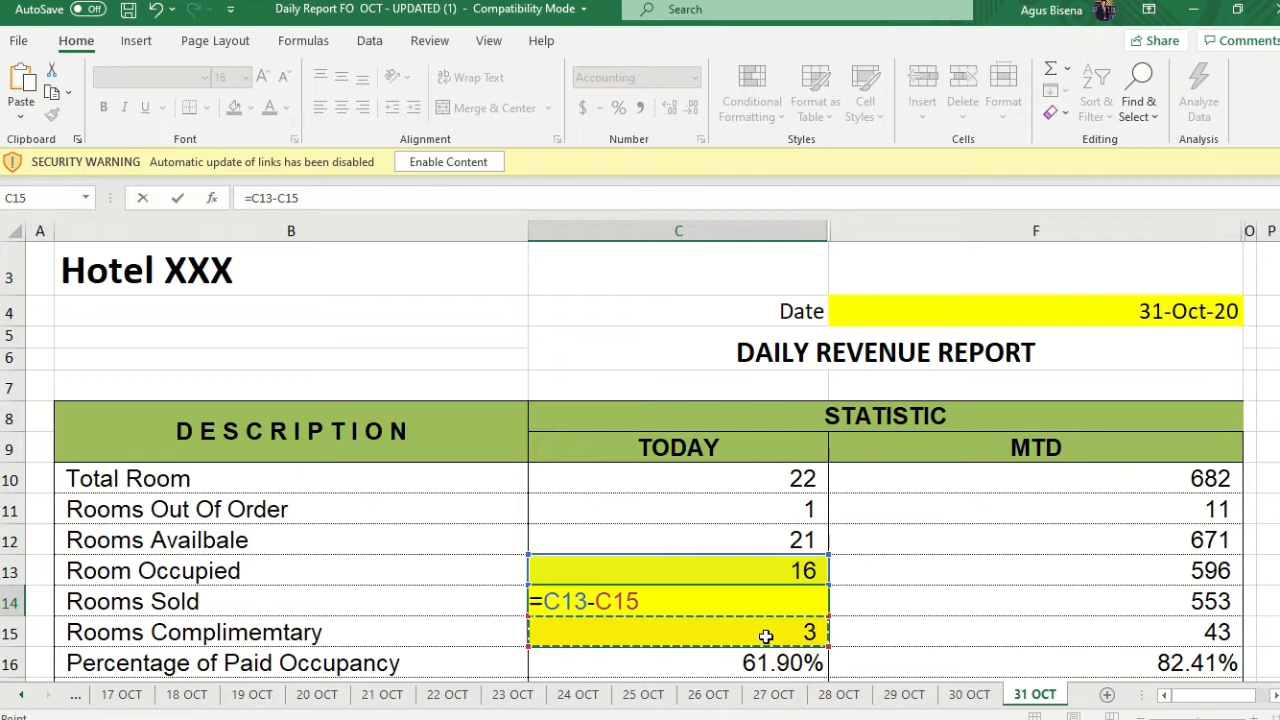 AutoSave Off Daily Report FO OCT - UPDATED (1) - Compatibility Mode Search Agus Bisena
File Home Insert Page Layout Formulas Data Review View Help Share Comments
Paste 16 Wrap Text Merge & Center Accounting $ % Conditional Formatting Format as Table Cell Styles Insert Delete Format Sort & Filter Find & Select Analyze Data
Clipboard Font Alignment Number Styles Cells Editing Analysis
SECURITY WARNING Automatic update of links has been disabled Enable Content
C15 fx =C13-C15
A B C F O P
3 Hotel XXX
4 Date 31-Oct-20
5
6 DAILY REVENUE REPORT
7
8 D E S C R I P T I O N STATISTIC
9 TODAY MTD
10 Total Room 22 682
11 Rooms Out Of Order 1 11
12 Rooms Availbale 21 671
13 Room Occupied 16 596
14 Rooms Sold =C13-C15 553
15 Rooms Complimemtary 3 43
16 Percentage of Paid Occupancy 61.90% 82.41%
... 17 OCT 18 OCT 19 OCT 20 OCT 21 OCT 22 OCT 23 OCT 24 OCT 25 OCT 26 OCT 27 OCT 28 OCT 29 OCT 30 OCT 31 OCT